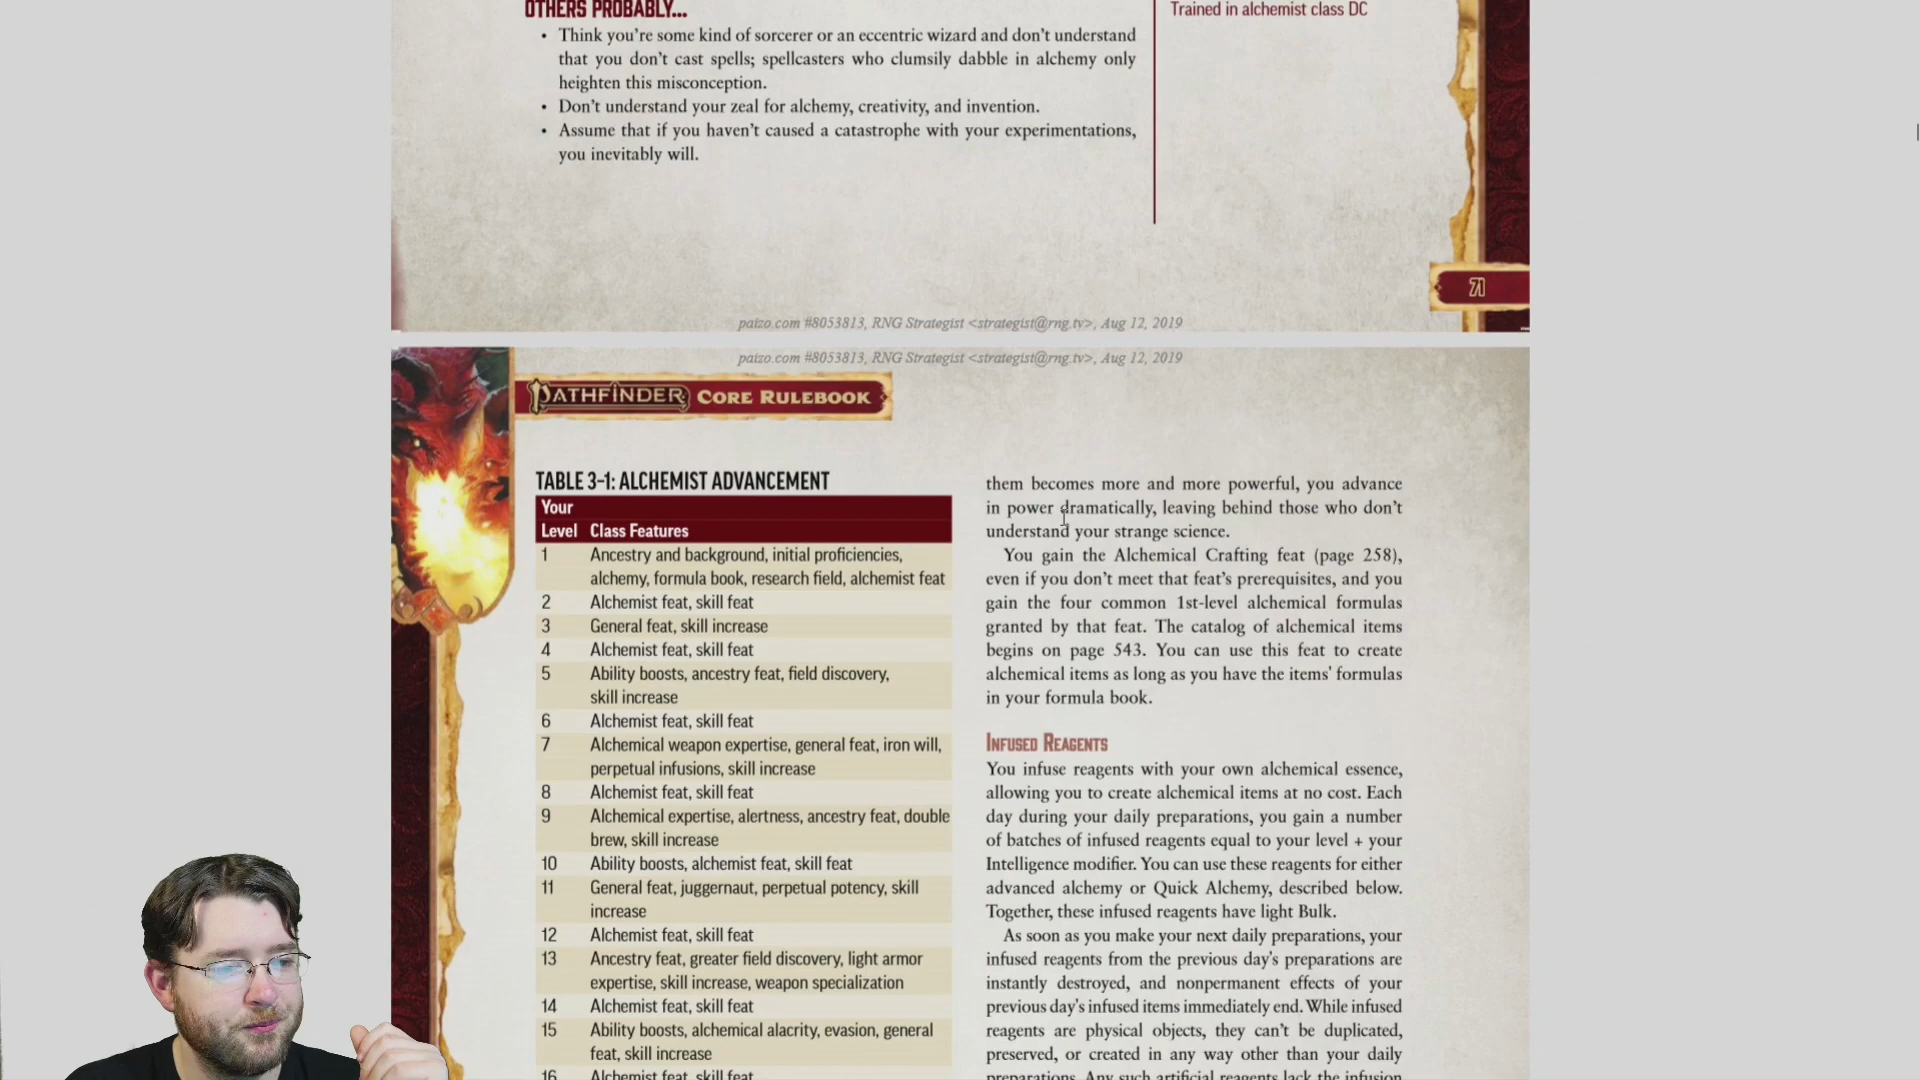 OTHERS PROBABLY...
• Think you're some kind of sorcerer or an eccentric wizard and don't understand
that you don't cast spells; spellcasters who clumsily dabble in alchemy only
heighten this misconception.
• Don't understand your zeal for alchemy, creativity, and invention.
• Assume that if you haven't caused a catastrophe with your experimentations,
you inevitably will.
Trained in alchemist class DC
71
paizo.com #8053813, RNG Strategist <strategist@rng.tv>, Aug 12, 2019
paizo.com #8053813, RNG Strategist <strategist@rng.tv>, Aug 12, 2019
PATHFINDER CORE RULEBOOK
TABLE 3-1: ALCHEMIST ADVANCEMENT
Your
Level Class Features
1 Ancestry and background, initial proficiencies,
alchemy, formula book, research field, alchemist feat
2 Alchemist feat, skill feat
3 General feat, skill increase
4 Alchemist feat, skill feat
5 Ability boosts, ancestry feat, field discovery,
skill increase
6 Alchemist feat, skill feat
7 Alchemical weapon expertise, general feat, iron will,
perpetual infusions, skill increase
8 Alchemist feat, skill feat
9 Alchemical expertise, alertness, ancestry feat, double
brew, skill increase
10 Ability boosts, alchemist feat, skill feat
11 General feat, juggernaut, perpetual potency, skill
increase
12 Alchemist feat, skill feat
13 Ancestry feat, greater field discovery, light armor
expertise, skill increase, weapon specialization
14 Alchemist feat, skill feat
15 Ability boosts, alchemical alacrity, evasion, general
feat, skill increase
16 Alchemist feat, skill feat
them becomes more and more powerful, you advance
in power dramatically, leaving behind those who don't
understand your strange science.
You gain the Alchemical Crafting feat (page 258),
even if you don't meet that feat's prerequisites, and you
gain the four common 1st-level alchemical formulas
granted by that feat. The catalog of alchemical items
begins on page 543. You can use this feat to create
alchemical items as long as you have the items' formulas
in your formula book.
INFUSED REAGENTS
You infuse reagents with your own alchemical essence,
allowing you to create alchemical items at no cost. Each
day during your daily preparations, you gain a number
of batches of infused reagents equal to your level + your
Intelligence modifier. You can use these reagents for either
advanced alchemy or Quick Alchemy, described below.
Together, these infused reagents have light Bulk.
As soon as you make your next daily preparations, your
infused reagents from the previous day's preparations are
instantly destroyed, and nonpermanent effects of your
previous day's infused items immediately end. While infused
reagents are physical objects, they can't be duplicated,
preserved, or created in any way other than your daily
preparations. Any such artificial reagents lack the infusion